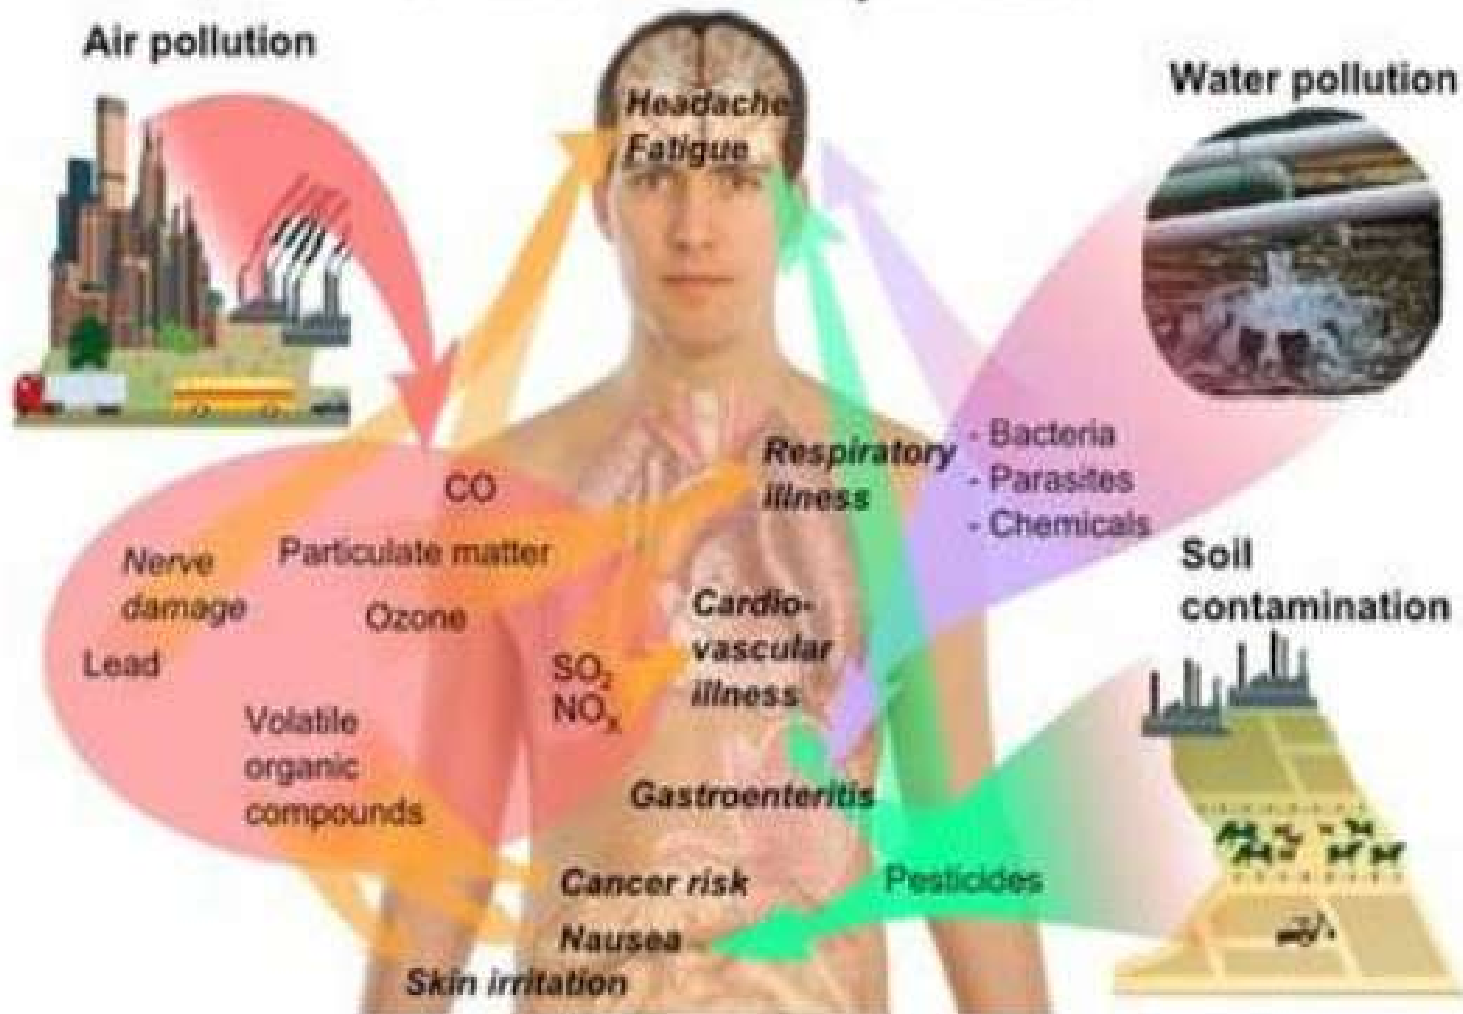 Air pollution
Water pollution
Headache
Fatigue
Respiratory
illness
- Bacteria
- Parasites
- Chemicals
CO
Particulate matter
Nerve
damage
Ozone
Lead
SO₂
NOₓ
Volatile
organic
compounds
Cardio-
vascular
illness
Soil
contamination
Gastroenteritis
Pesticides
Cancer risk
Nausea
Skin irritation